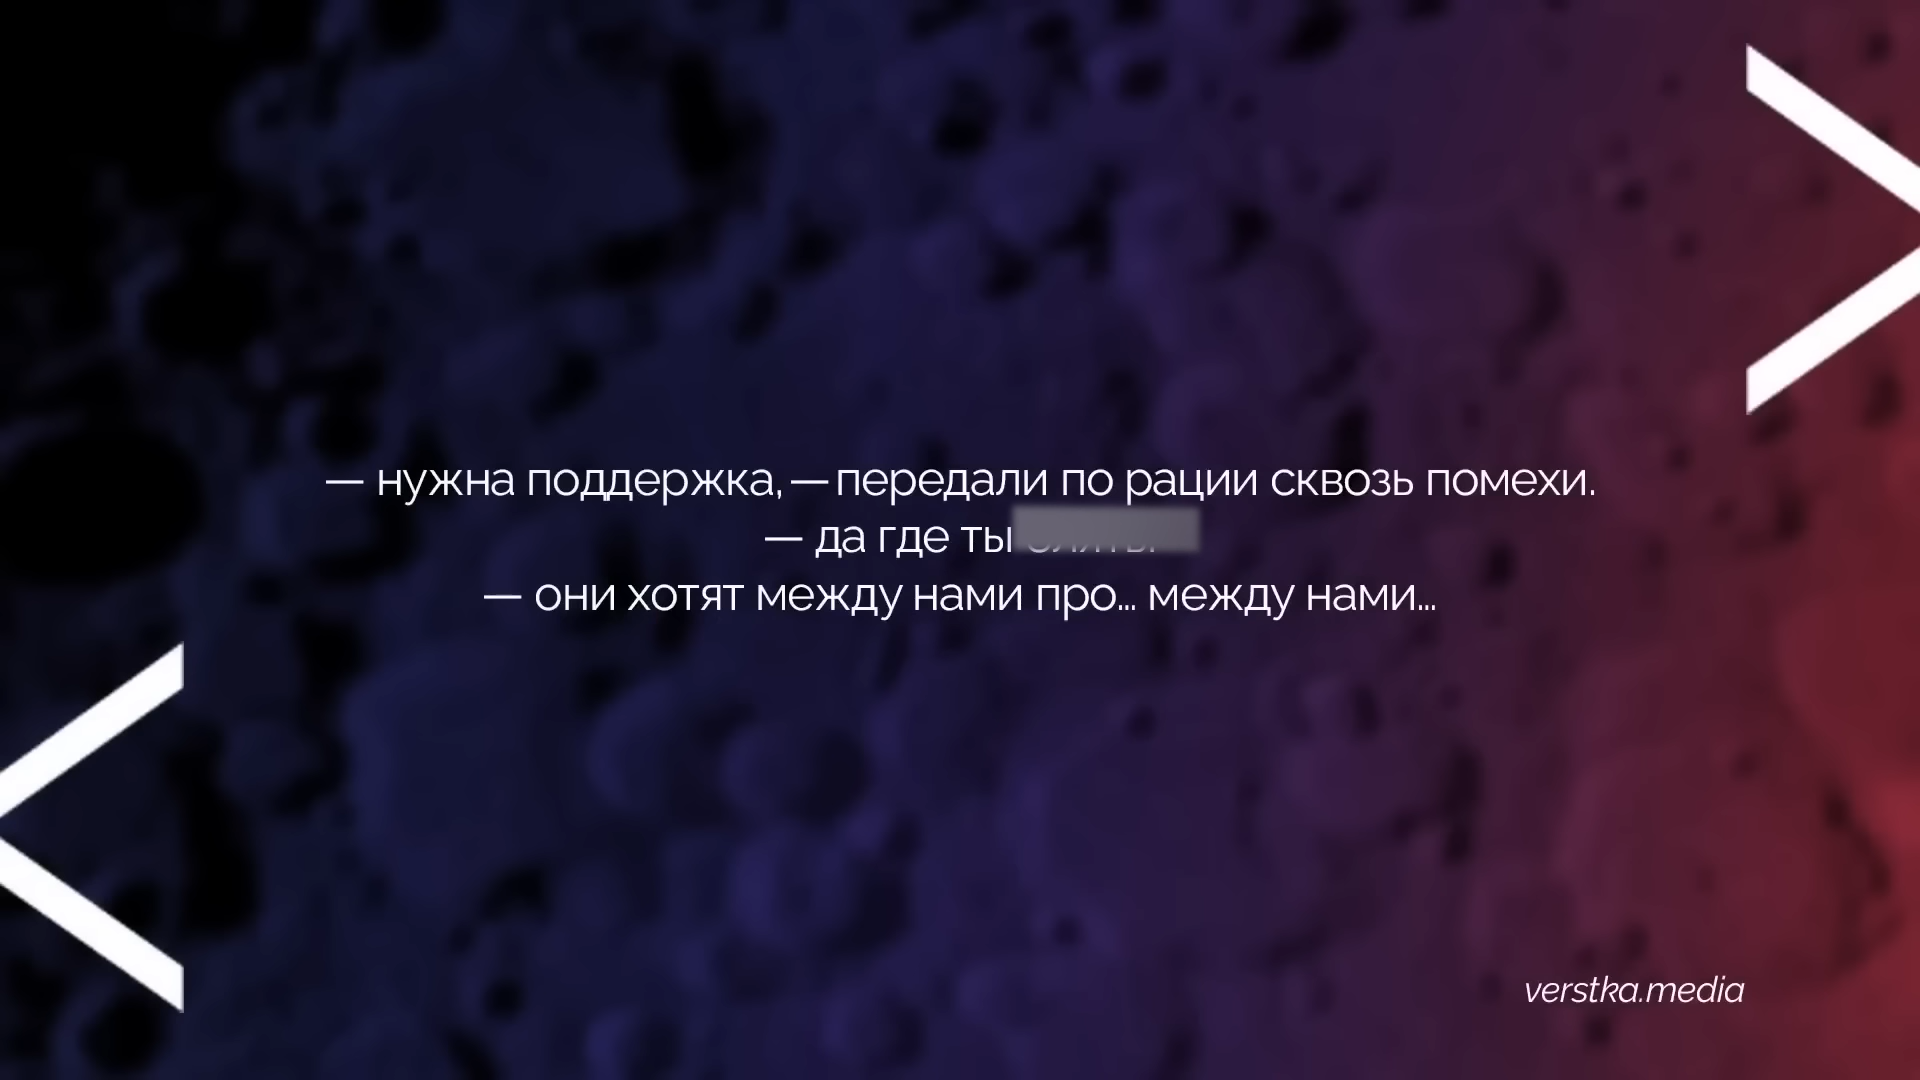 — нужна поддержка, — передали по рации сквозь помехи.
— да где ты
— они хотят между нами про... между нами...
verstka.media